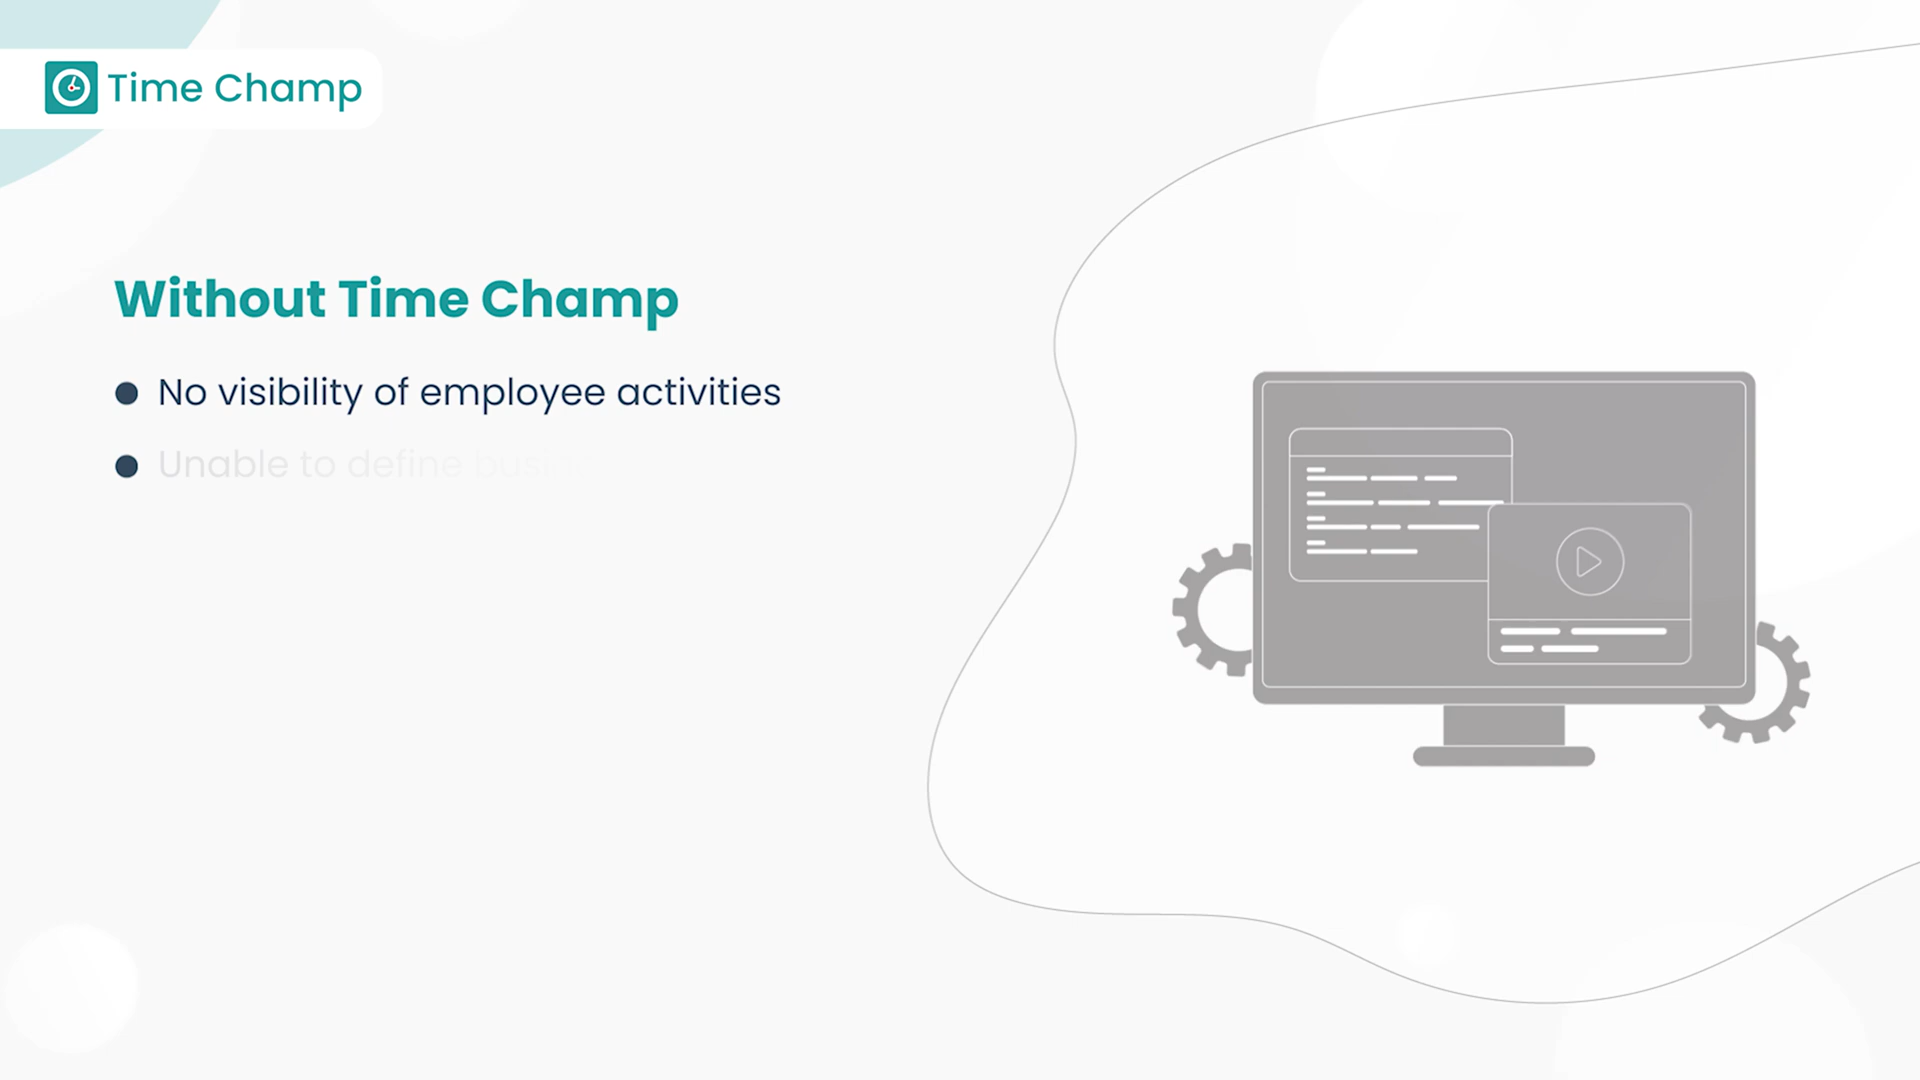 Time Champ
Without Time Champ
No visibility of employee activities
Unable to define